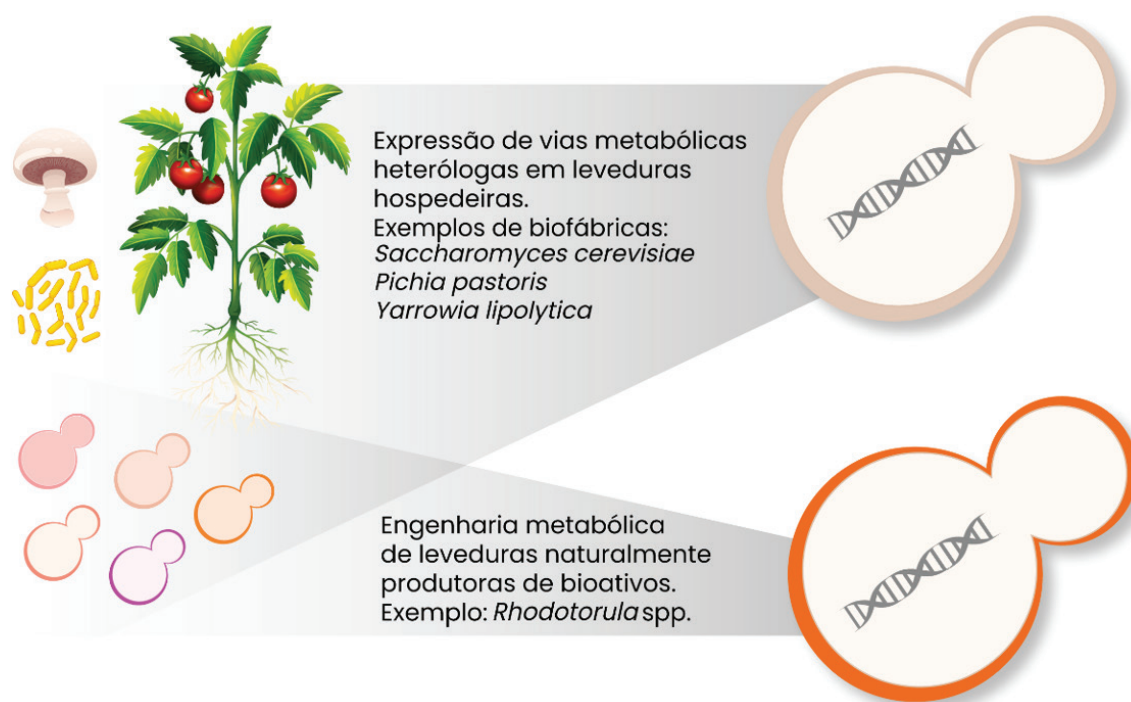 Expressão de vias metabólicas
heterólogas em leveduras
hospedeiras.
Exemplos de biofábricas:
Saccharomyces cerevisiae
Pichia pastoris
Yarrowia lipolytica
Engenharia metabólica
de leveduras naturalmente
produtoras de bioativos.
Exemplo: Rhodotorula spp.